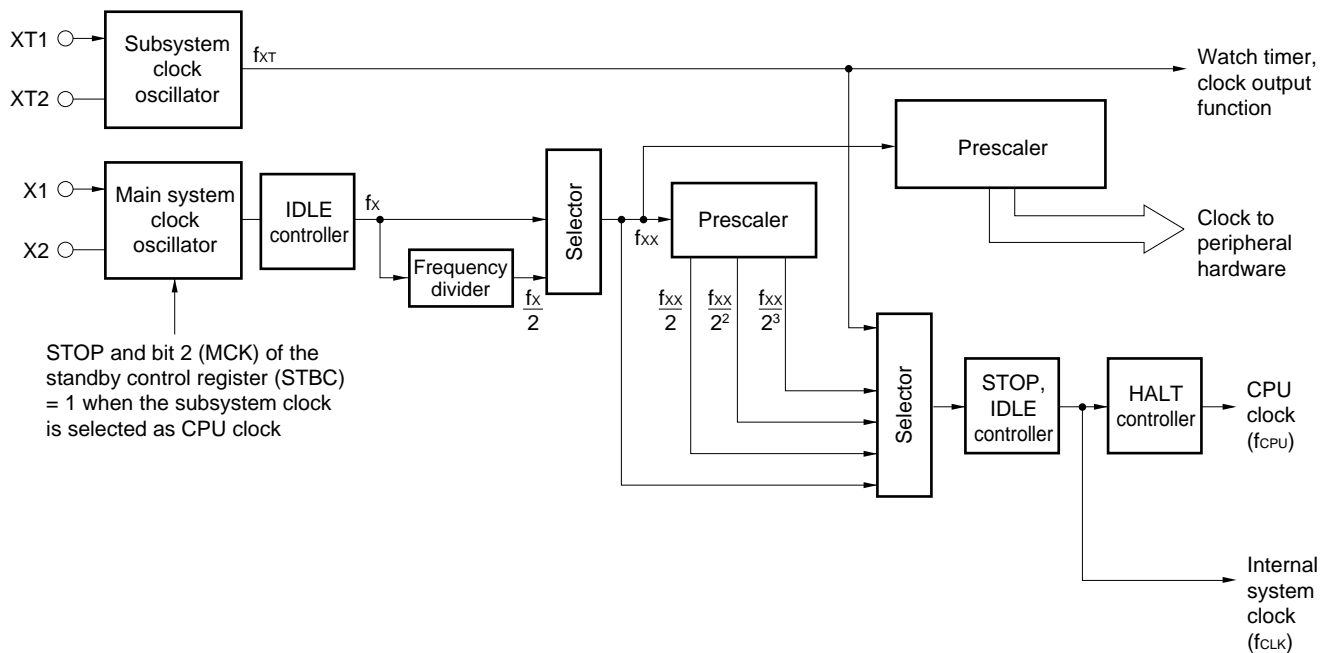 XT1
XT2
Subsystem
clock
oscillator
fXT
Watch timer,
clock output
function
X1
X2
Main system
clock
oscillator
IDLE
controller
fX
Frequency
divider
fX
2
Selector
fXX
Prescaler
Prescaler
Clock to
peripheral
hardware
fXX
2
fXX
2²
fXX
2³
STOP and bit 2 (MCK) of the
standby control register (STBC)
= 1 when the subsystem clock
is selected as CPU clock
Selector
STOP,
IDLE
controller
HALT
controller
CPU
clock
(fCPU)
Internal
system
clock
(fCLK)